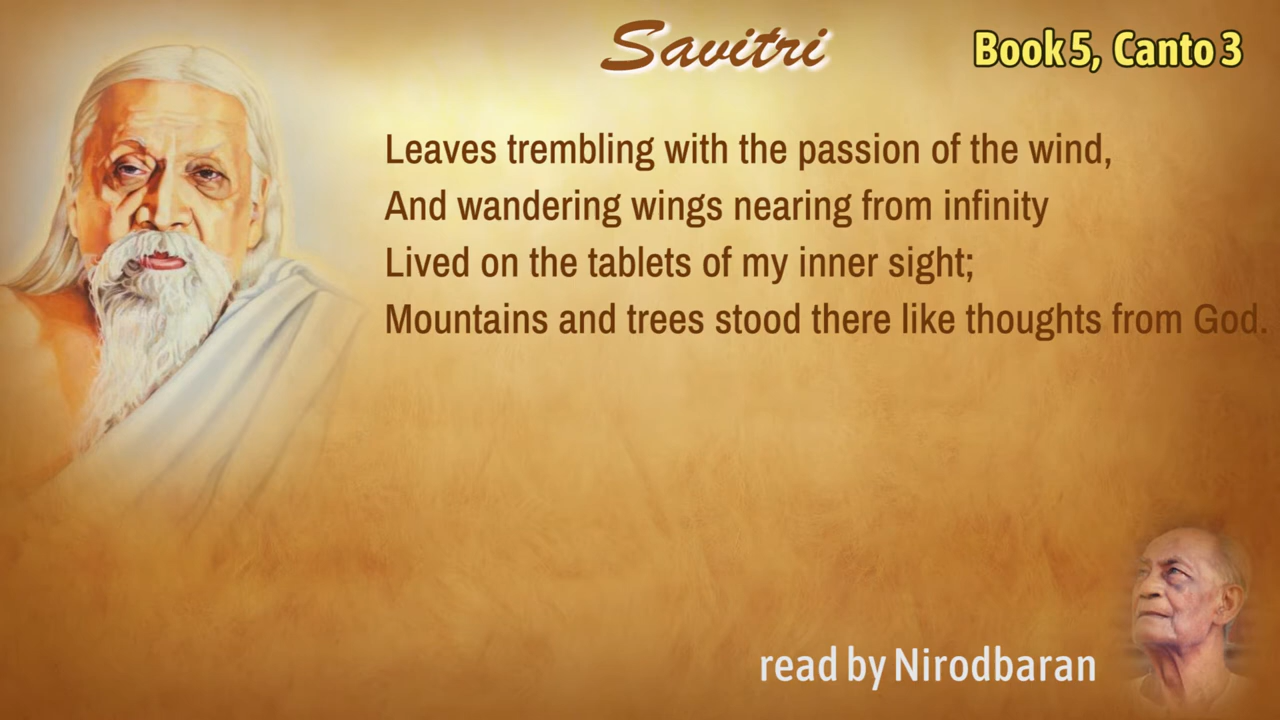 Savitri
Book 5, Canto 3
Leaves trembling with the passion of the wind,
And wandering wings nearing from infinity
Lived on the tablets of my inner sight;
Mountains and trees stood there like thoughts from God.
read by Nirodbaran